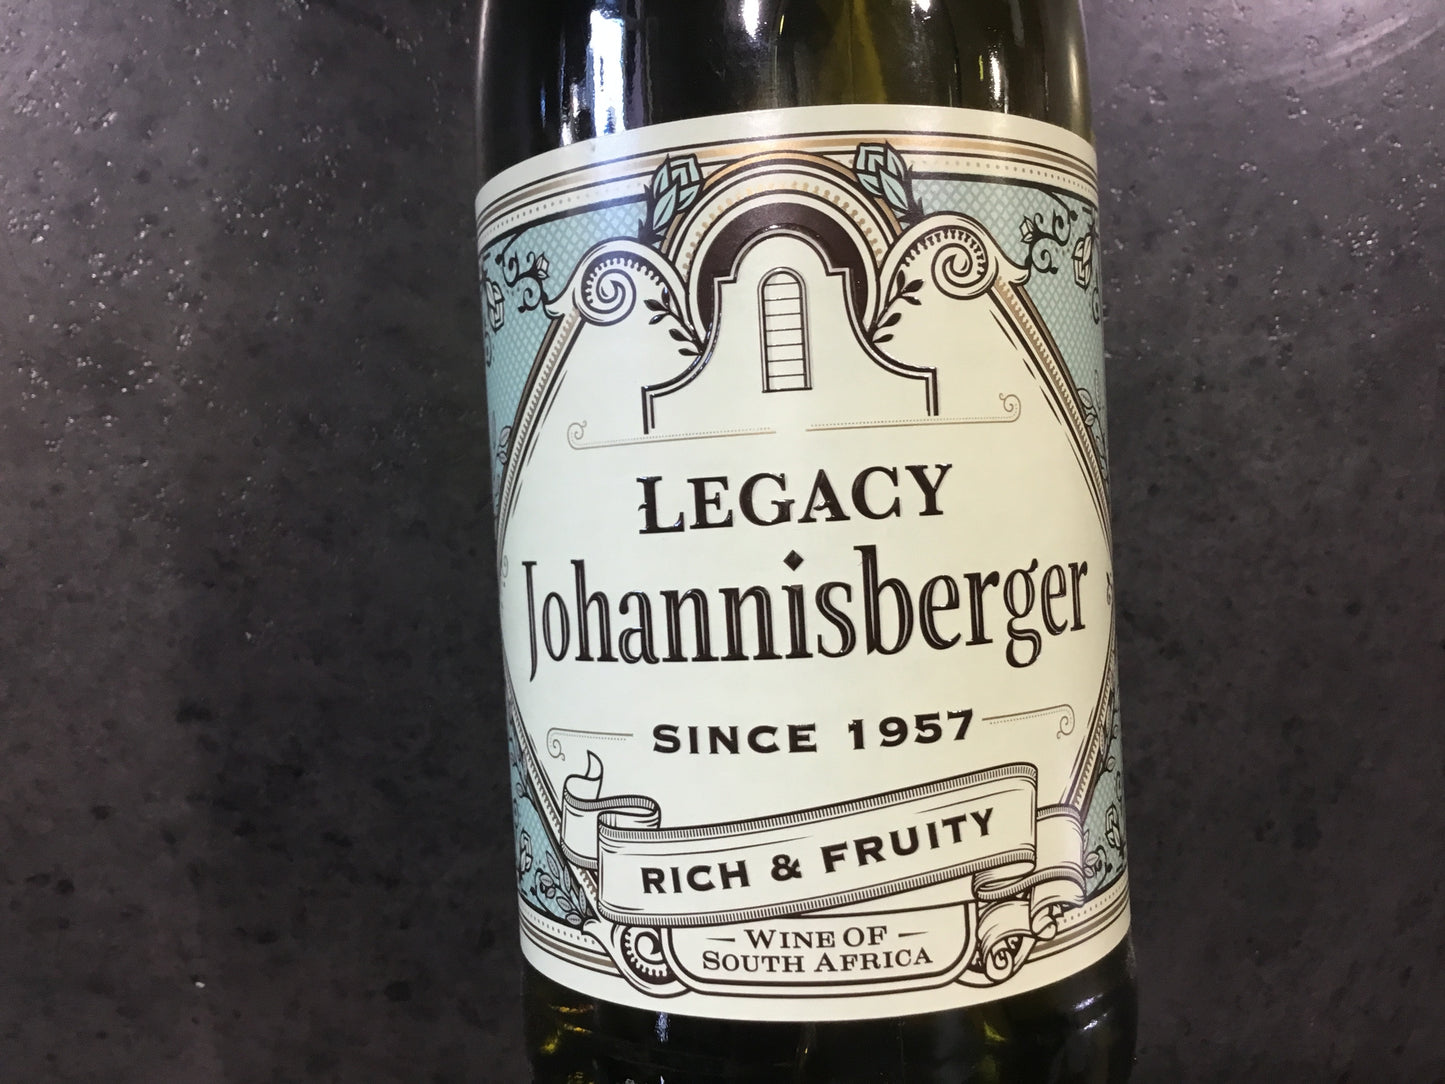 LEGACY
Johannisberger
SINCE 1957
RICH & FRUITY
WINE OF
SOUTH AFRICA